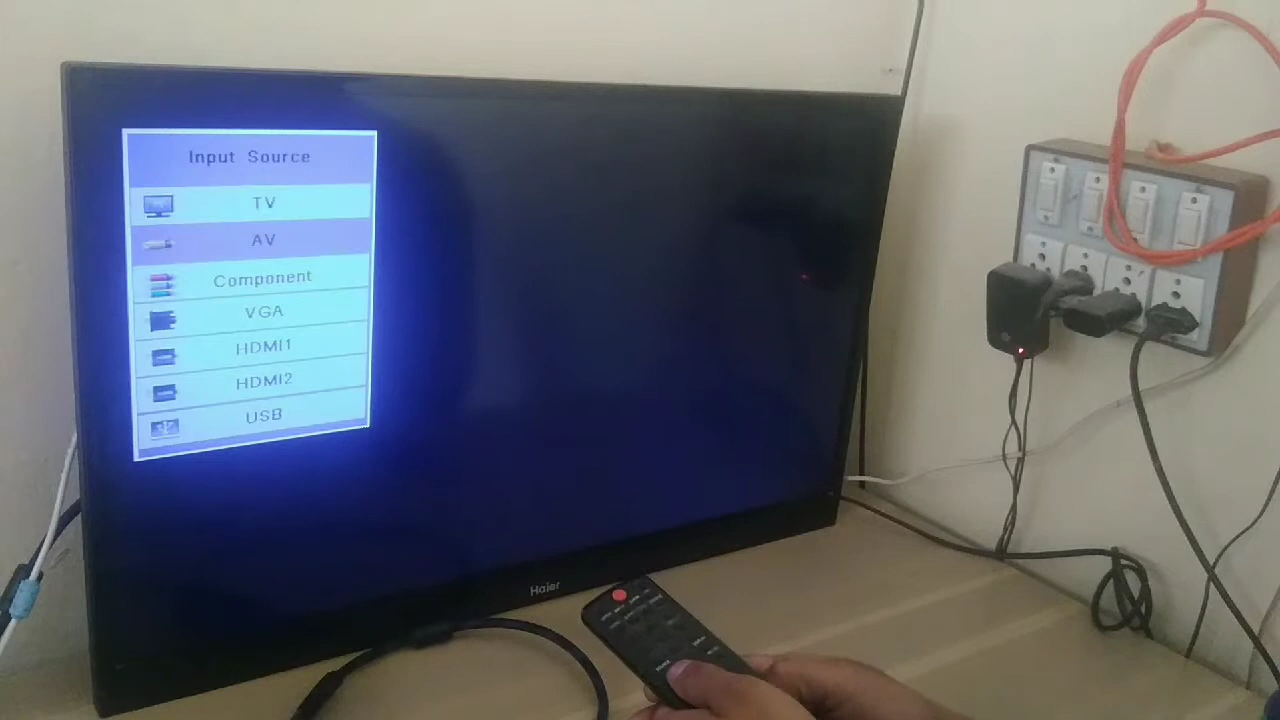 Input Source
TV
AV
Component
VGA
HDMI1
HDMI2
USB
Haier